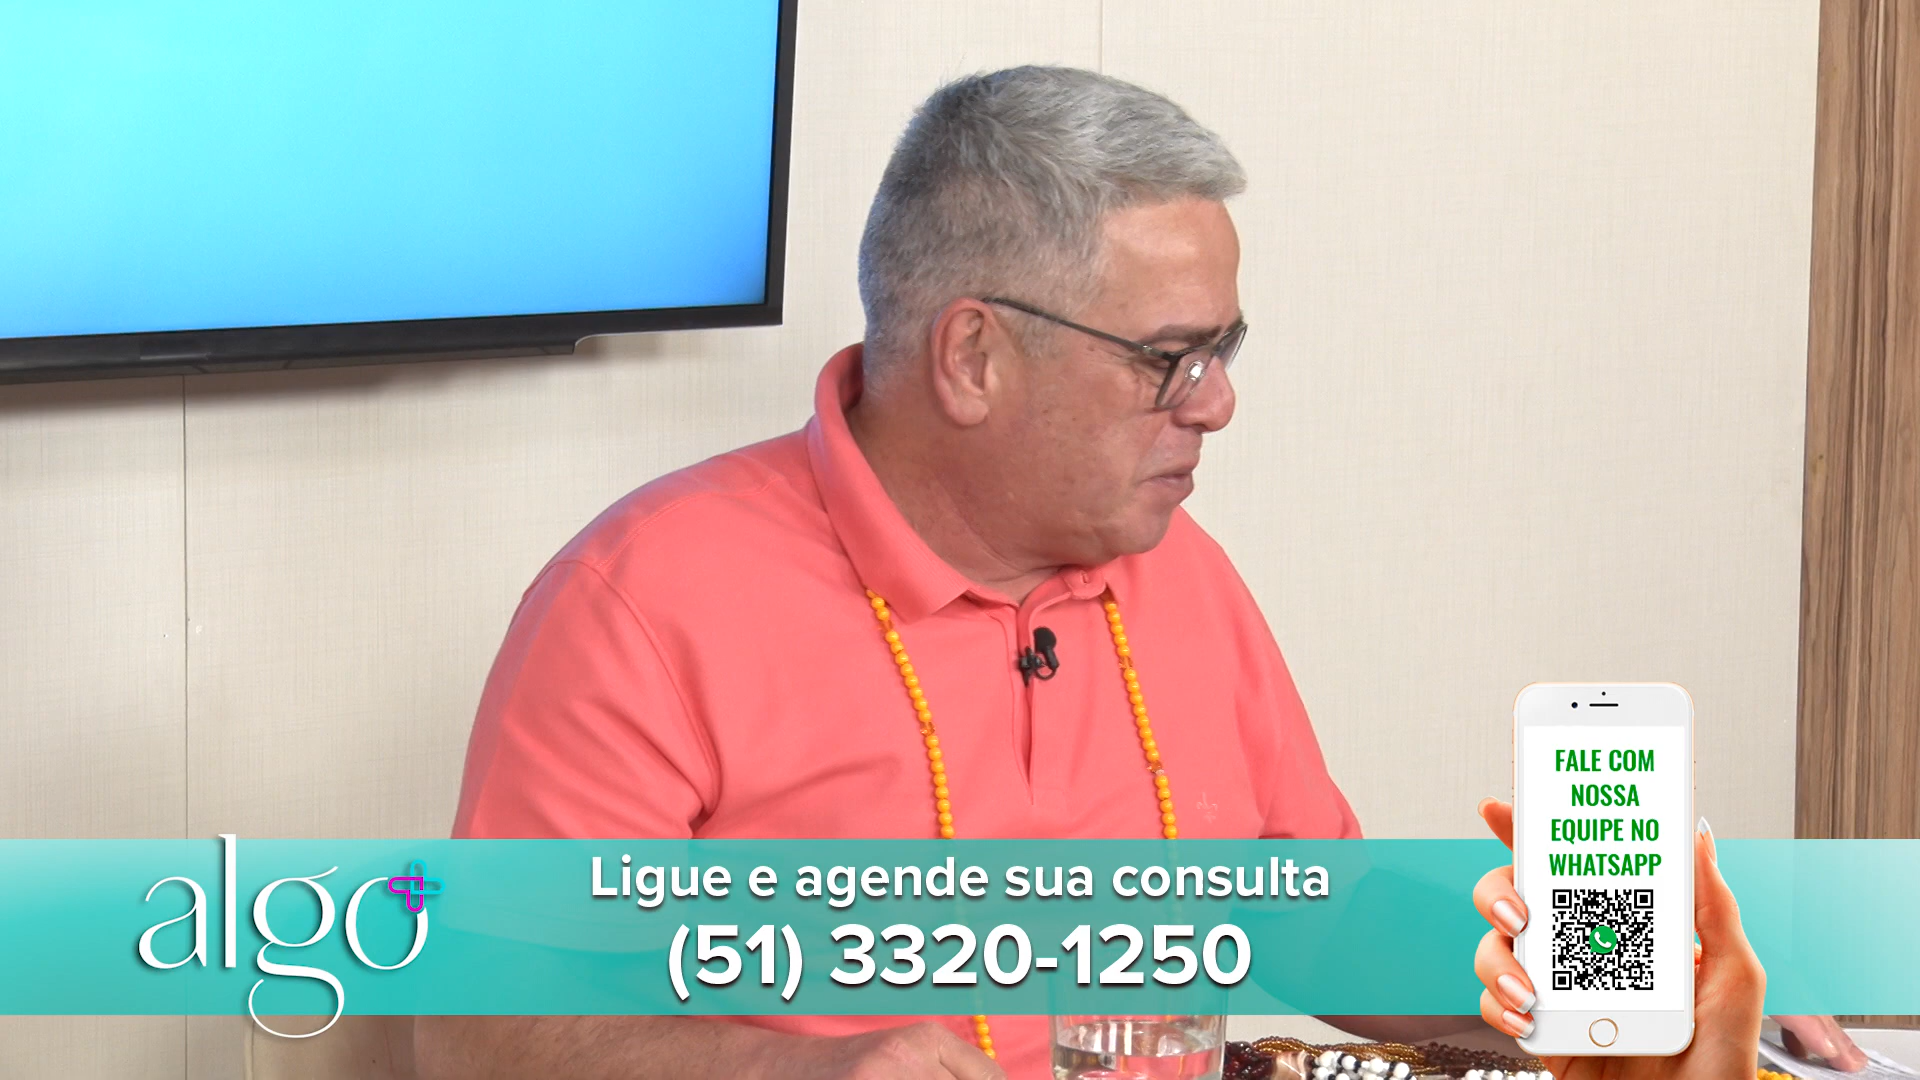 algo+
Ligue e agende sua consulta
(51) 3320-1250
FALE COM
NOSSA
EQUIPE NO
WHATSAPP